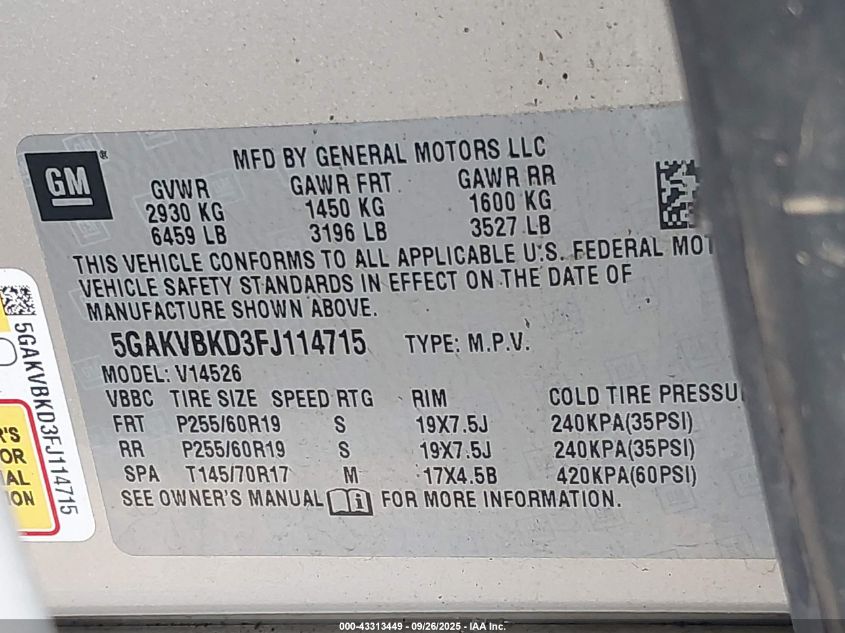 GM
MFD BY GENERAL MOTORS LLC
GVWR GAWR FRT GAWR RR
2930 KG 1450 KG 1600 KG
6459 LB 3196 LB 3527 LB
THIS VEHICLE CONFORMS TO ALL APPLICABLE U.S. FEDERAL MOT
VEHICLE SAFETY STANDARDS IN EFFECT ON THE DATE OF
MANUFACTURE SHOWN ABOVE.
5GAKVBKD3FJ114715 TYPE: M.P.V.
MODEL: V14526
VBBC TIRE SIZE SPEED RTG RIM COLD TIRE PRESSU
FRT P255/60R19 S 19X7.5J 240KPA(35PSI)
RR P255/60R19 S 19X7.5J 240KPA(35PSI)
SPA T145/70R17 M 17X4.5B 420KPA(60PSI)
SEE OWNER'S MANUAL FOR MORE INFORMATION.
5GAKVBKD3FJ114715
R'S
OR
AL
ION
000-43313449 - 09/26/2025 - IAA Inc.